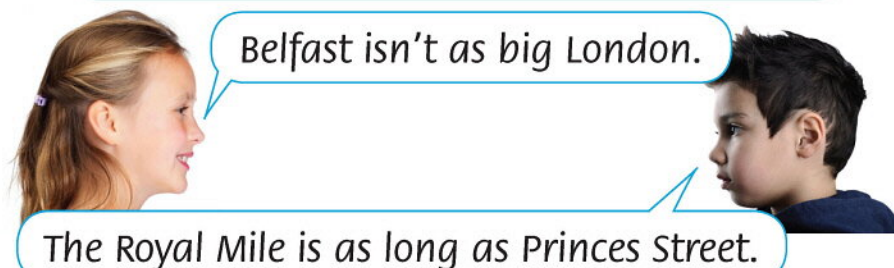 Belfast isn't as big London.
The Royal Mile is as long as Princes Street.